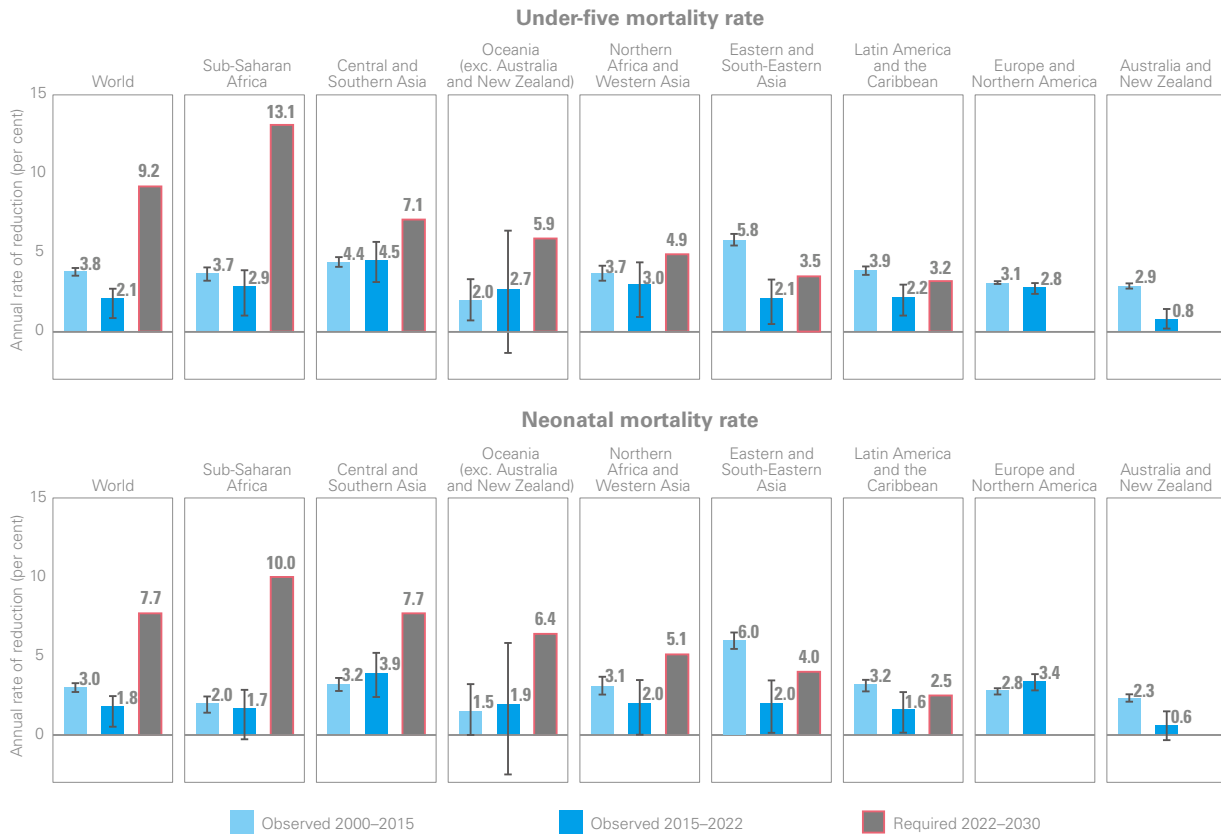 Under-five mortality rate
World
Sub-Saharan
Africa
Central and
Southern Asia
Oceania
(exc. Australia
and New Zealand)
Northern
Africa and
Western Asia
Eastern and
South-Eastern
Asia
Latin America
and the
Caribbean
Europe and
Northern America
Australia and
New Zealand
Annual rate of reduction (per cent)
15
10
5
0
3.8
2.1
9.2
3.7
2.9
13.1
4.4
4.5
7.1
2.0
2.7
5.9
3.7
3.0
4.9
5.8
2.1
3.5
3.9
2.2
3.2
3.1
2.8
2.9
0.8
Neonatal mortality rate
World
Sub-Saharan
Africa
Central and
Southern Asia
Oceania
(exc. Australia
and New Zealand)
Northern
Africa and
Western Asia
Eastern and
South-Eastern
Asia
Latin America
and the
Caribbean
Europe and
Northern America
Australia and
New Zealand
Annual rate of reduction (per cent)
15
10
5
0
3.0
1.8
7.7
2.0
1.7
10.0
3.2
3.9
7.7
1.5
1.9
6.4
3.1
2.0
5.1
6.0
2.0
4.0
3.2
1.6
2.5
2.8
3.4
2.3
0.6
Observed 2000–2015
Observed 2015–2022
Required 2022–2030